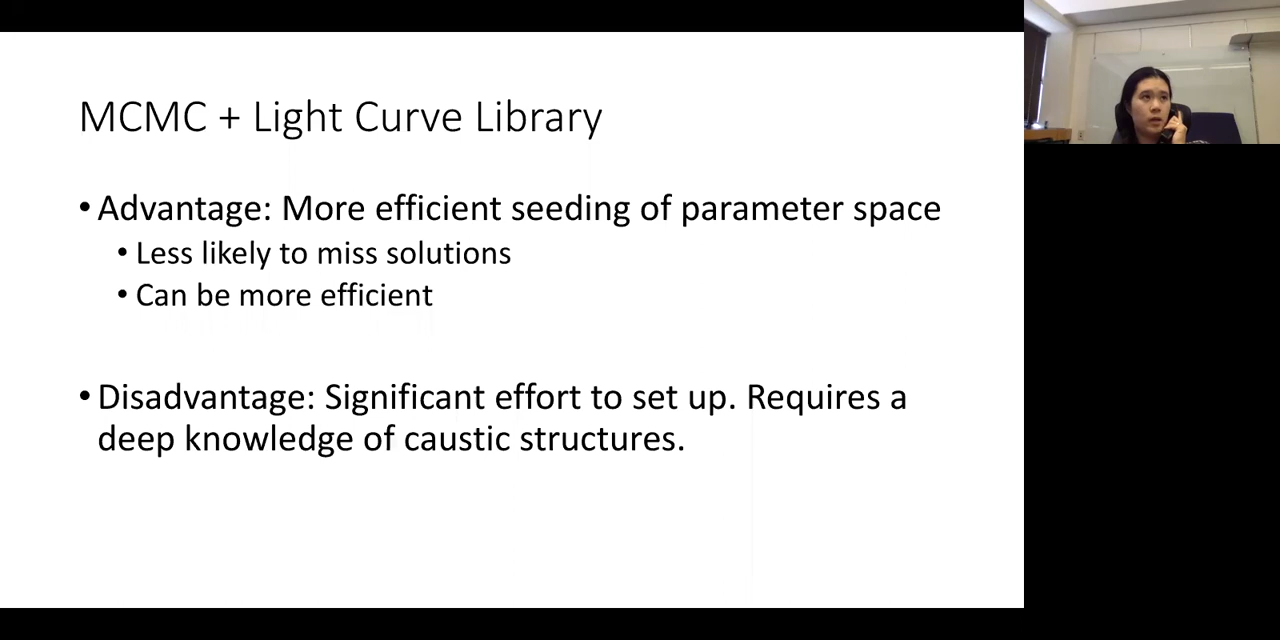 MCMC + Light Curve Library
• Advantage: More efficient seeding of parameter space
• Less likely to miss solutions
• Can be more efficient
• Disadvantage: Significant effort to set up. Requires a
deep knowledge of caustic structures.